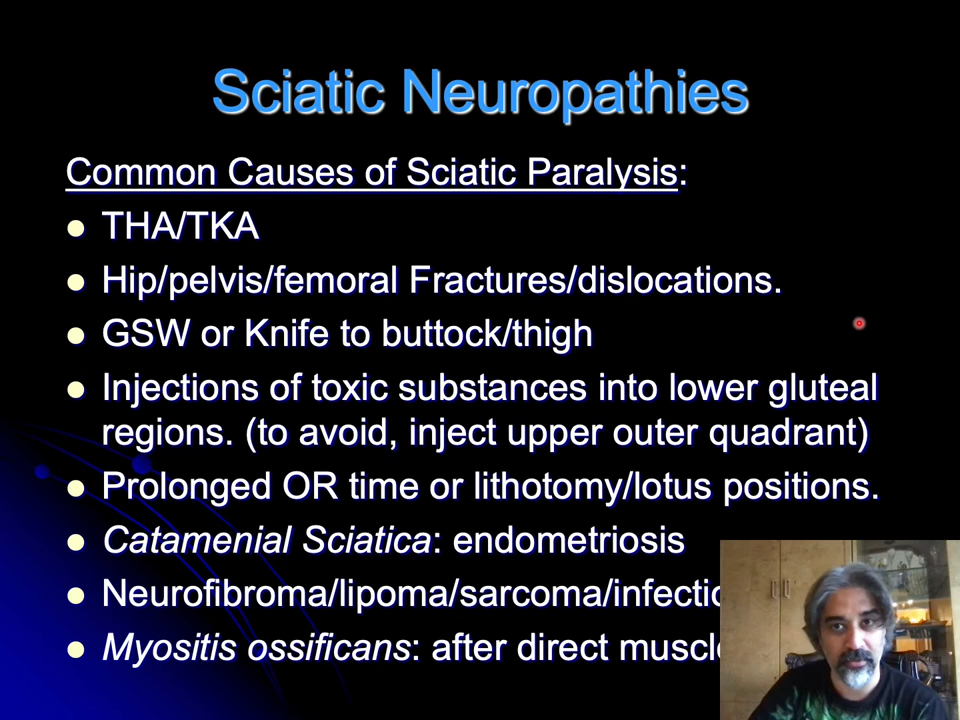 Sciatic Neuropathies
Common Causes of Sciatic Paralysis:
THA/TKA
Hip/pelvis/femoral Fractures/dislocations.
GSW or Knife to buttock/thigh
Injections of toxic substances into lower gluteal
regions. (to avoid, inject upper outer quadrant)
Prolonged OR time or lithotomy/lotus positions.
Catamenial Sciatica: endometriosis
Neurofibroma/lipoma/sarcoma/
Myositis ossificans: after direct